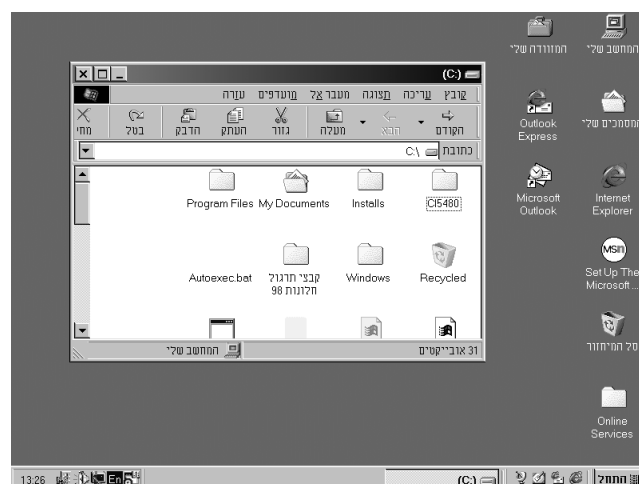 המחשב שלי
המזוודה שלי
המסמכים שלי
Outlook
Express
Internet
Explorer
Microsoft
Outlook
Set Up The
Microsoft ...
סל המיחזור
Online
Services
(C:)
קובץ עריכה תצוגה מעבר אל מועדפים עזרה
הקודם הבא מעלה גזור העתק הדבק בטל מחי
כתובת C:\
CI5480 Installs My Documents Program Files
Recycled Windows קבצי תרגול Autoexec.bat
חלונות 98
31 אובייקטים המחשב שלי
התחל (C:) En 13:26
msn